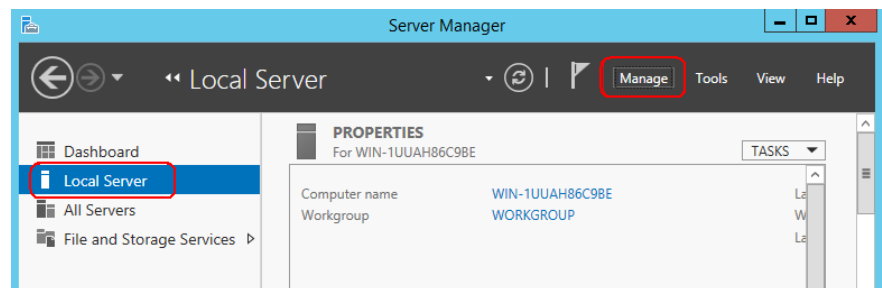 Server Manager
Local Server
Manage Tools View Help
Dashboard
Local Server
All Servers
File and Storage Services
PROPERTIES
For WIN-1UUAH86C9BE
TASKS
Computer name WIN-1UUAH86C9BE
Workgroup WORKGROUP